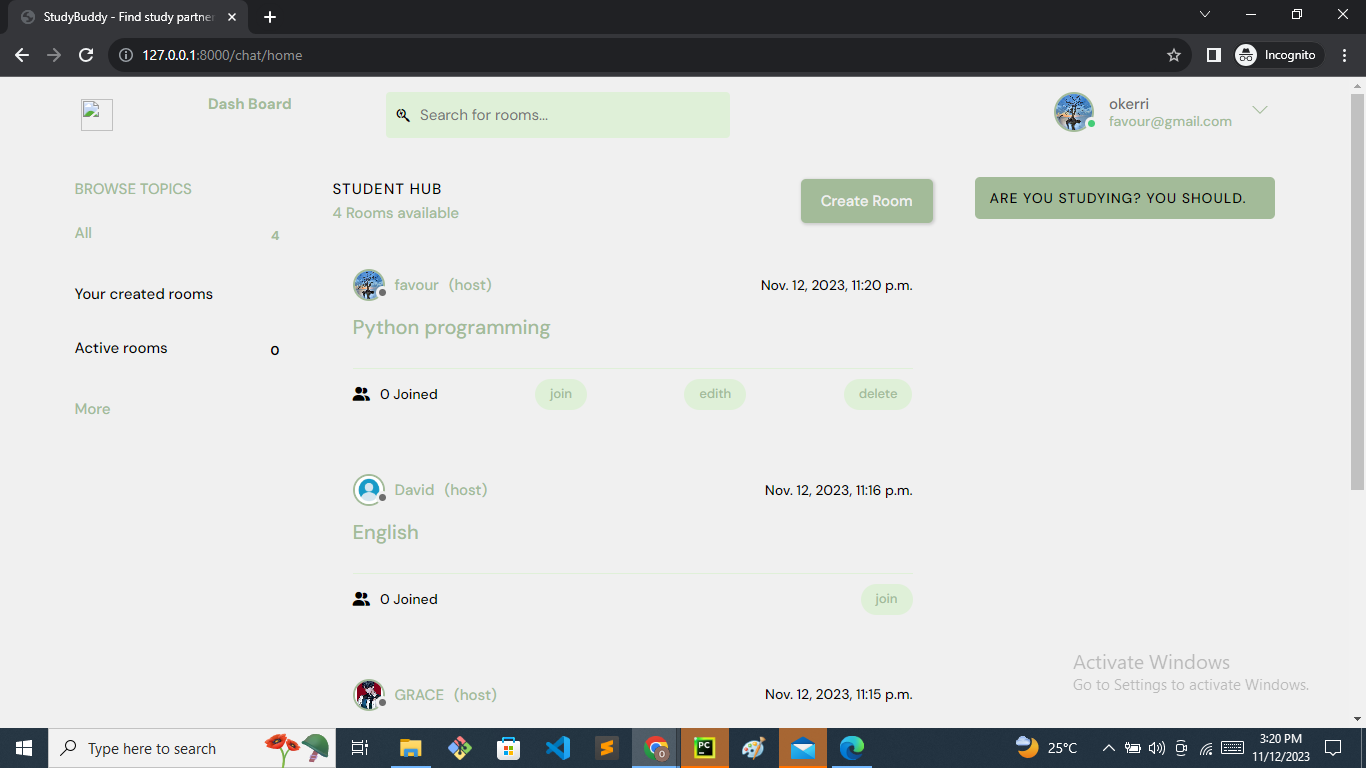 StudyBuddy - Find study partner
127.0.0.1:8000/chat/home
Incognito
Dash Board
Search for rooms...
okerri
favour@gmail.com
BROWSE TOPICS
All 4
Your created rooms
Active rooms 0
More
STUDENT HUB
4 Rooms available
Create Room
ARE YOU STUDYING? YOU SHOULD.
favour (host) Nov. 12, 2023, 11:20 p.m.
Python programming
0 Joined join edith delete
David (host) Nov. 12, 2023, 11:16 p.m.
English
0 Joined join
GRACE (host) Nov. 12, 2023, 11:15 p.m.
Activate Windows
Go to Settings to activate Windows.
Type here to search
PC
25°C
3:20 PM
11/12/2023